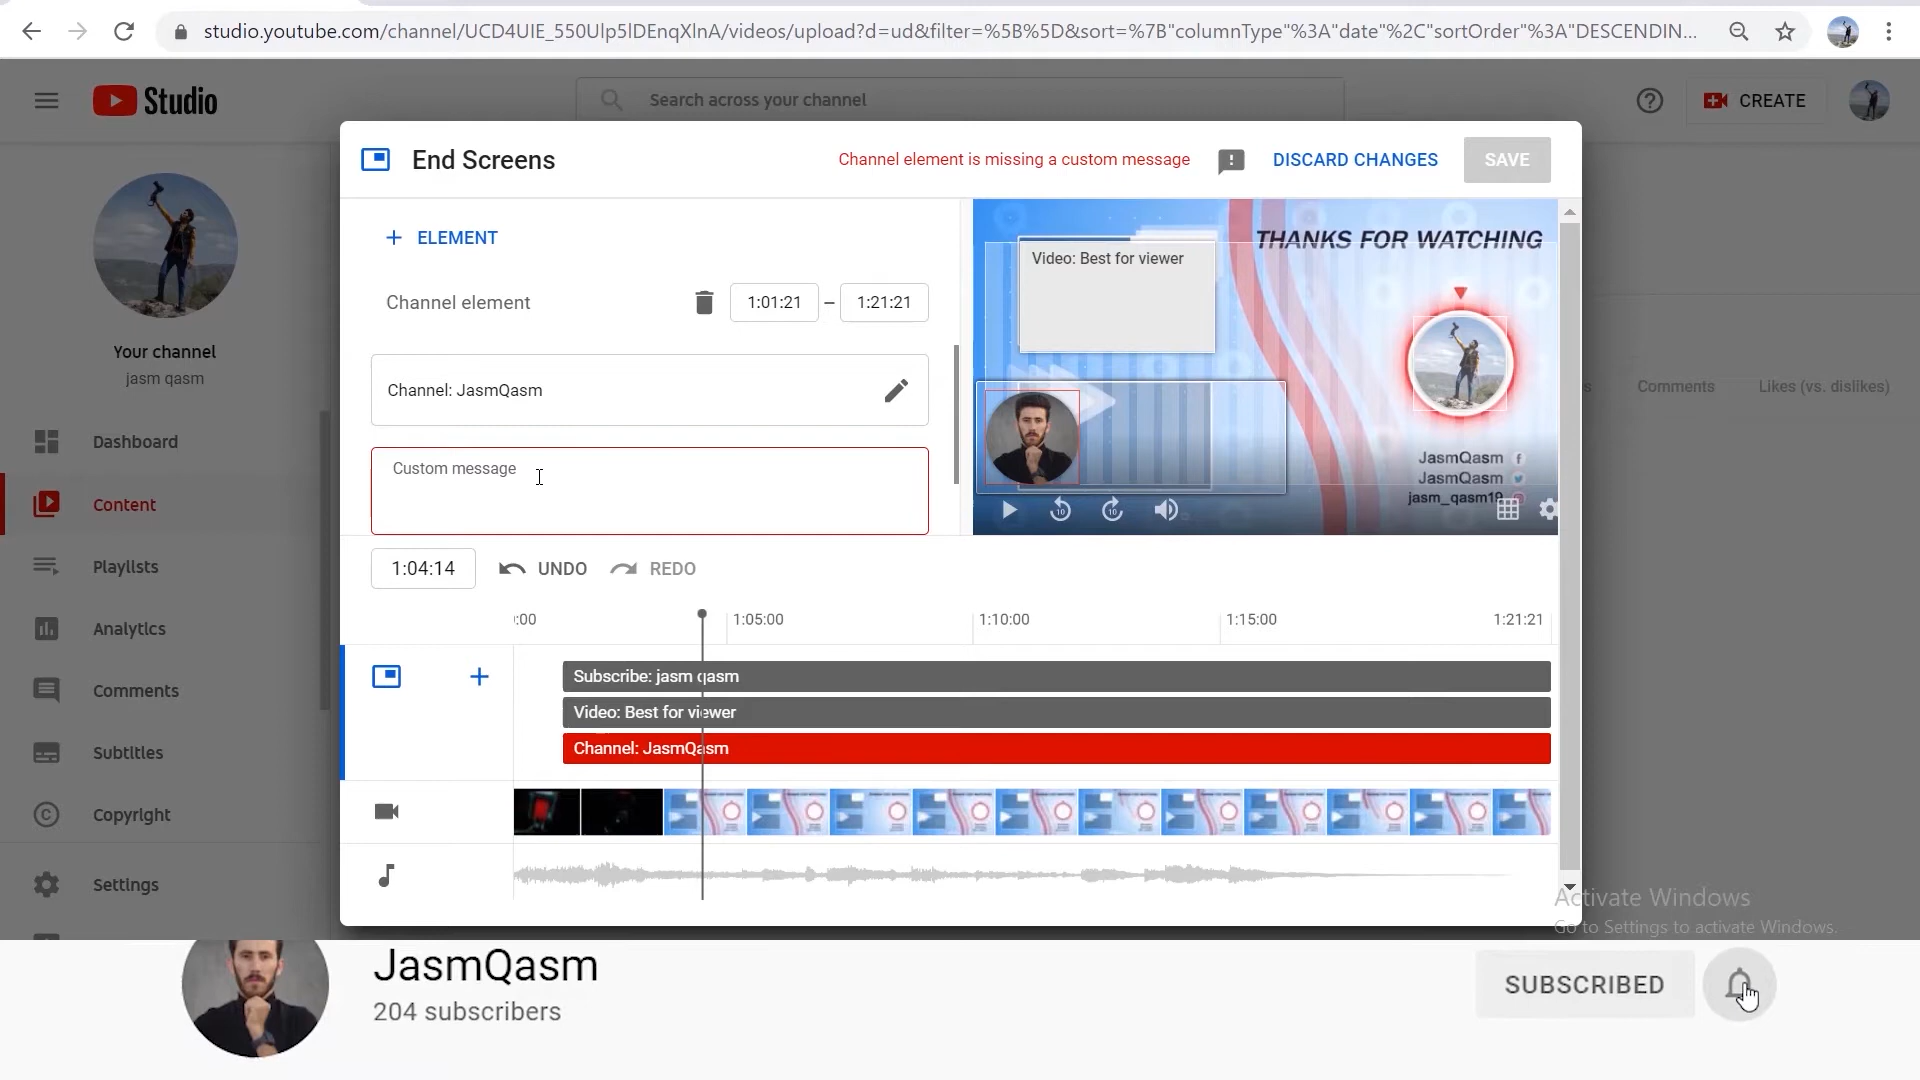 studio.youtube.com/channel/UCD4UIE_550Ulp5lDEnqXlnA/videos/upload?d=ud&filter=%5B%5D&sort=%7B"columnType"%3A"date"%2C"sortOrder"%3A"DESCENDIN...
Studio
Search across your channel
CREATE
End Screens
Channel element is missing a custom message
DISCARD CHANGES
SAVE
Your channel
jasm qasm
Dashboard
Content
Playlists
Analytics
Comments
Subtitles
Copyright
Settings
ELEMENT
Channel element
1:01:21 – 1:21:21
Channel: JasmQasm
Custom message
THANKS FOR WATCHING
Video: Best for viewer
JasmQasm
JasmQasm
jasm_qasm19
10 10
Comments
Likes (vs. dislikes)
1:04:14
UNDO
REDO
:00
1:05:00
1:10:00
1:15:00
1:21:21
Subscribe: jasm qasm
Video: Best for viewer
Channel: JasmQasm
Activate Windows
Go to Settings to activate Windows.
JasmQasm
204 subscribers
SUBSCRIBED